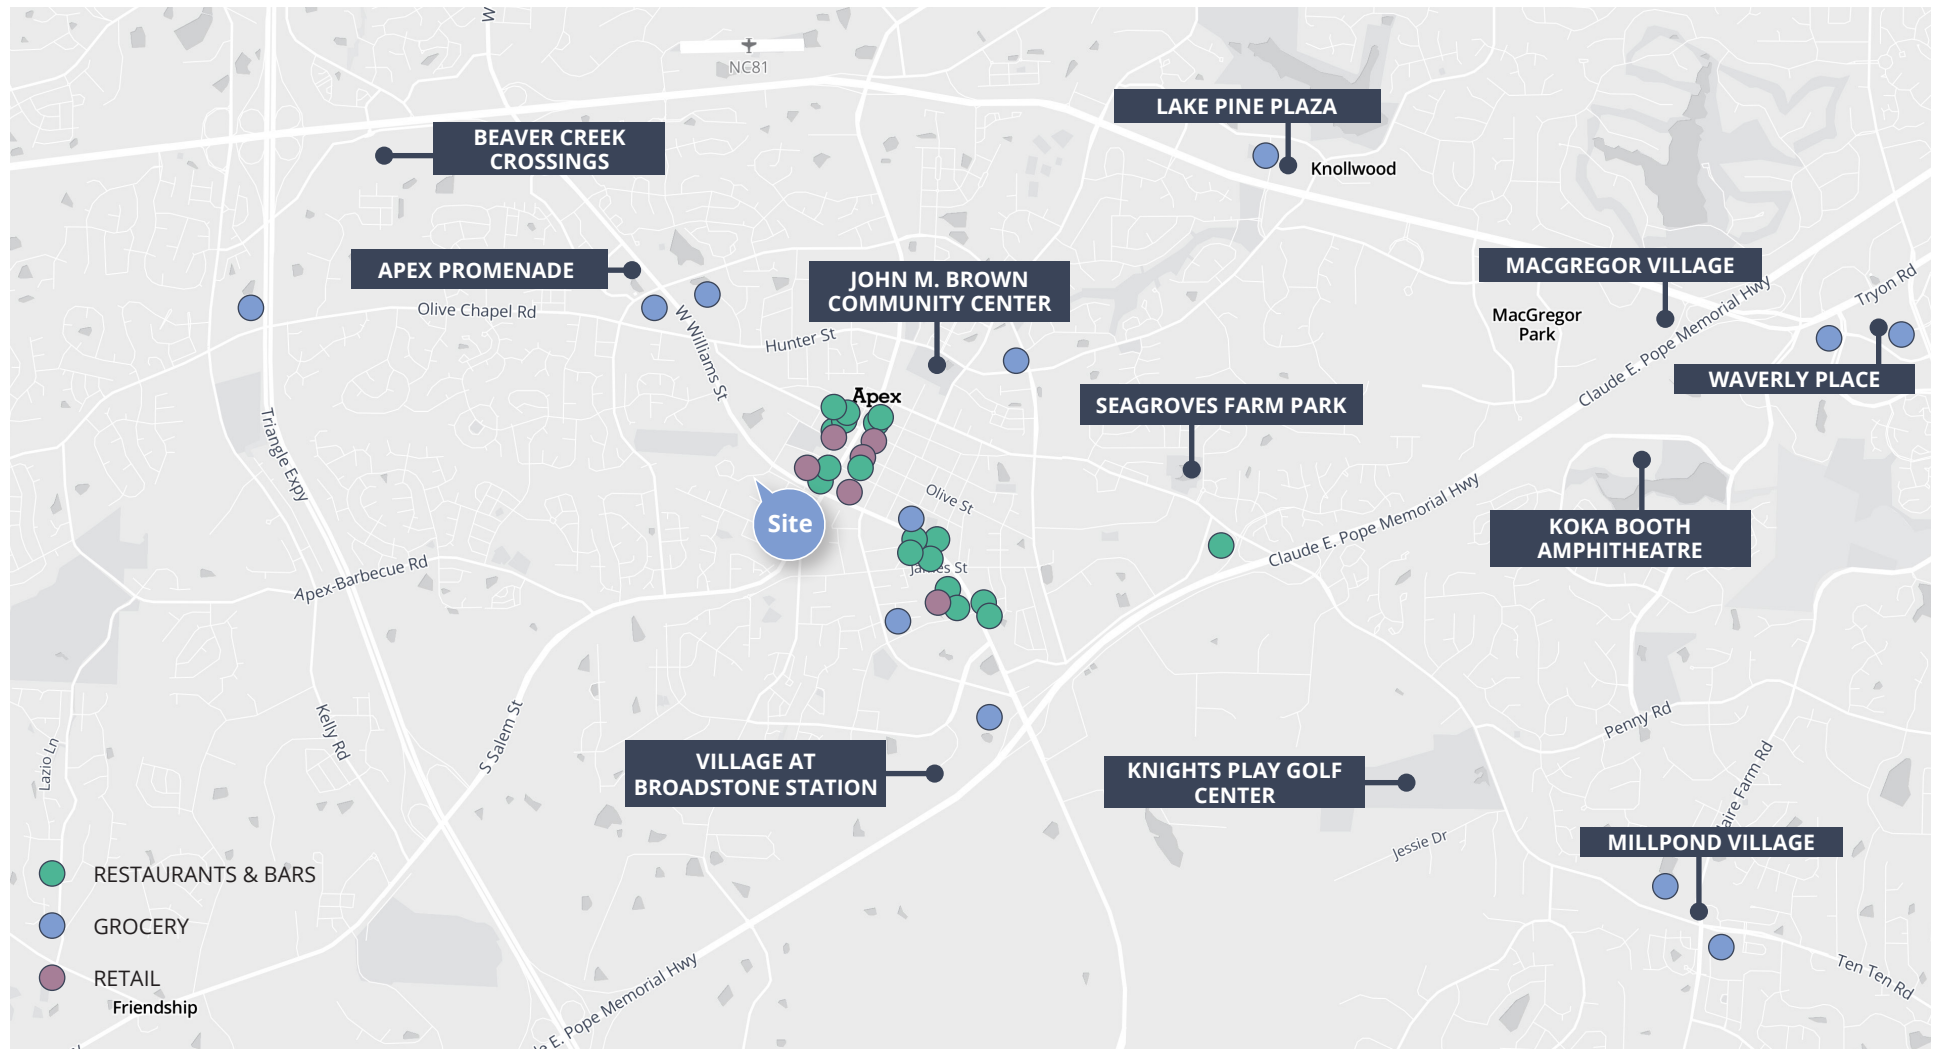 W
NC81
LAKE PINE PLAZA
BEAVER CREEK
CROSSINGS
Knollwood
APEX PROMENADE
JOHN M. BROWN
COMMUNITY CENTER
MACGREGOR VILLAGE
Tryon Rd
Olive Chapel Rd
W Williams St
Hunter St
MacGregor
Park
Claude E. Pope Memorial Hwy
WAVERLY PLACE
Apex
SEAGROVES FARM PARK
Triangle Expy
Olive St
Site
Claude E. Pope Memorial Hwy
KOKA BOOTH
AMPHITHEATRE
Apex-Barbecue Rd
St
Kelly Rd
S Salem St
Penny Rd
Lazio Ln
VILLAGE AT
BROADSTONE STATION
KNIGHTS PLAY GOLF
CENTER
Farm Rd
Jessie Dr
MILLPOND VILLAGE
RESTAURANTS & BARS
GROCERY
RETAIL
Friendship
E. Pope Memorial Hwy
Ten Ten Rd